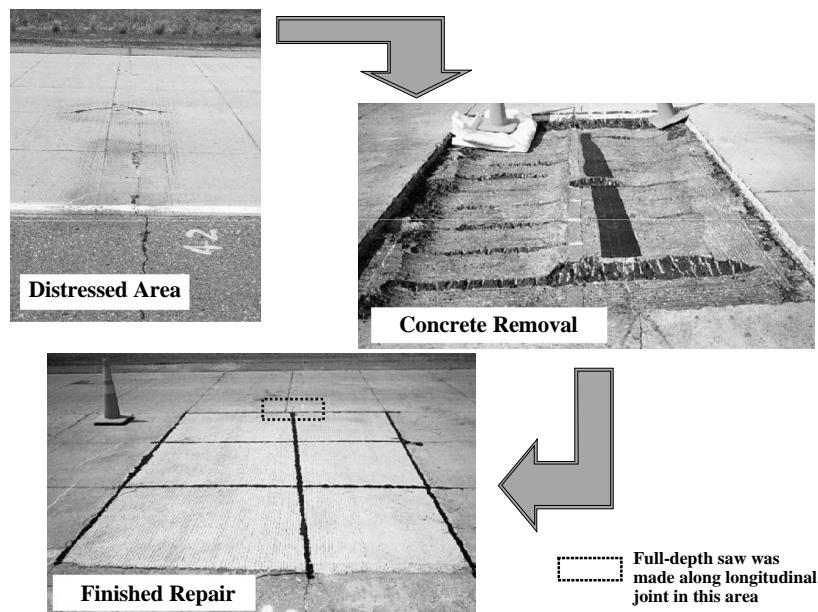 42
Distressed Area
Concrete Removal
Finished Repair
Full-depth saw was
made along longitudinal
joint in this area